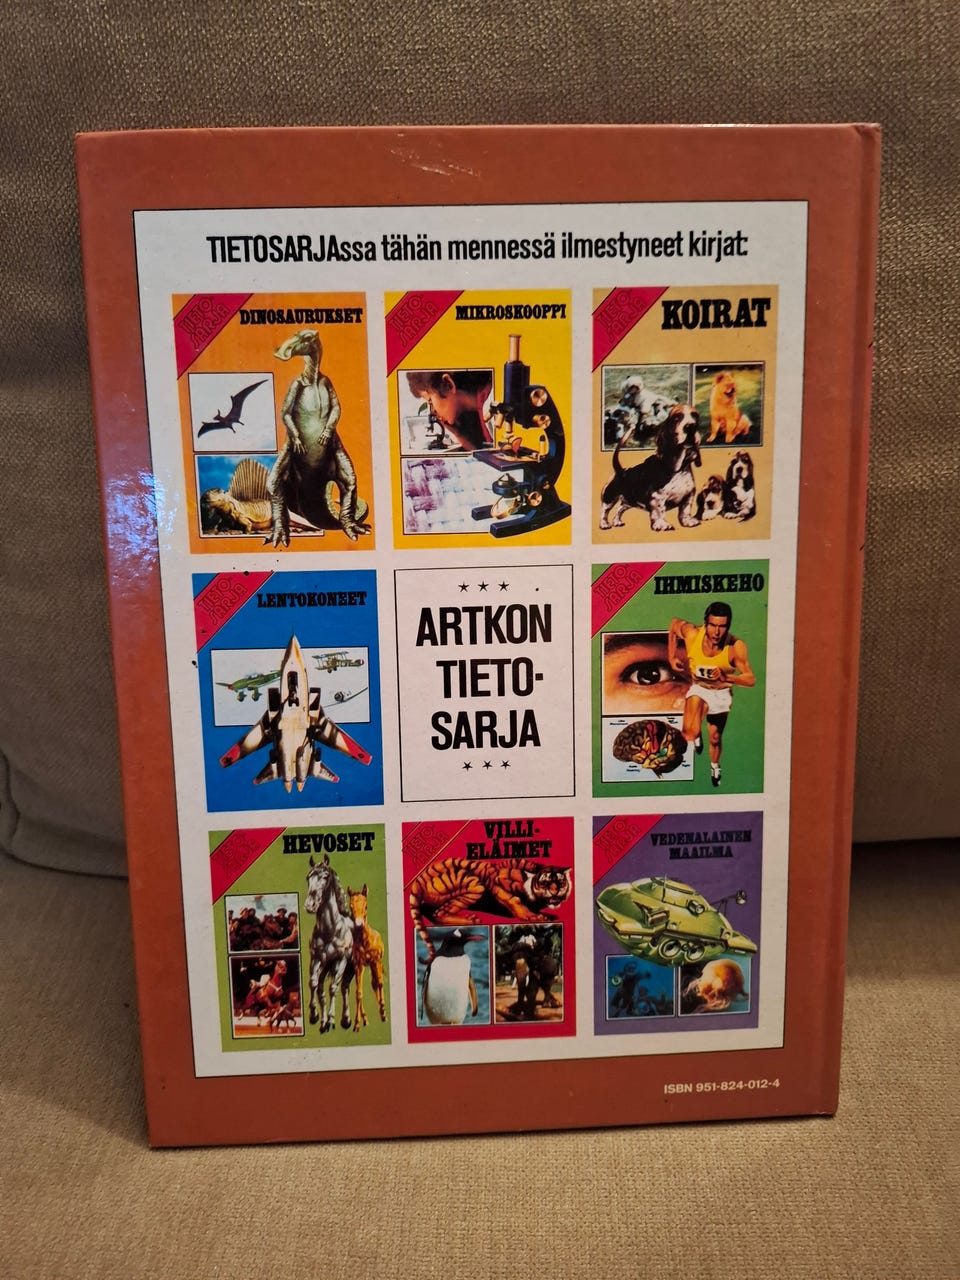 TIETOSARJAssa tähän mennessä ilmestyneet kirjat:
TIETO-
SARJA
DINOSAURUKSET
TIETO-
SARJA
MIKROSKOOPPI
TIETO-
SARJA
KOIRAT
TIETO-
SARJA
LENTOKONEET
ARTKON
TIETO-
SARJA
TIETO-
SARJA
IHMISKEHO
TIETO-
SARJA
HEVOSET
TIETO-
SARJA
VILLI-
ELÄIMET
TIETO-
SARJA
VEDENALAINEN
MAAILMA
ISBN 951-824-012-4